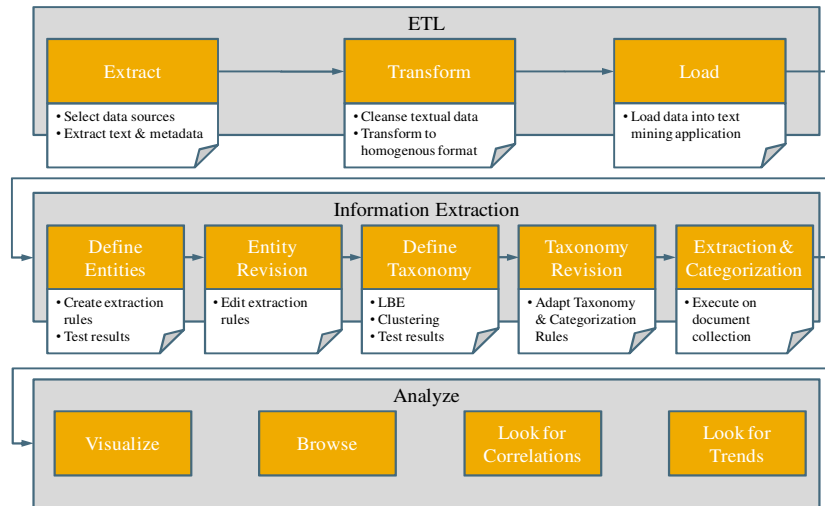 ETL
Extract
• Select data sources
• Extract text & metadata
Transform
• Cleanse textual data
• Transform to
homogenous format
Load
• Load data into text
mining application
Information Extraction
Define
Entities
• Create extraction
rules
• Test results
Entity
Revision
• Edit extraction
rules
Define
Taxonomy
• LBE
• Clustering
• Test results
Taxonomy
Revision
• Adapt Taxonomy
& Categorization
Rules
Extraction &
Categorization
• Execute on
document
collection
Analyze
Visualize
Browse
Look for
Correlations
Look for
Trends